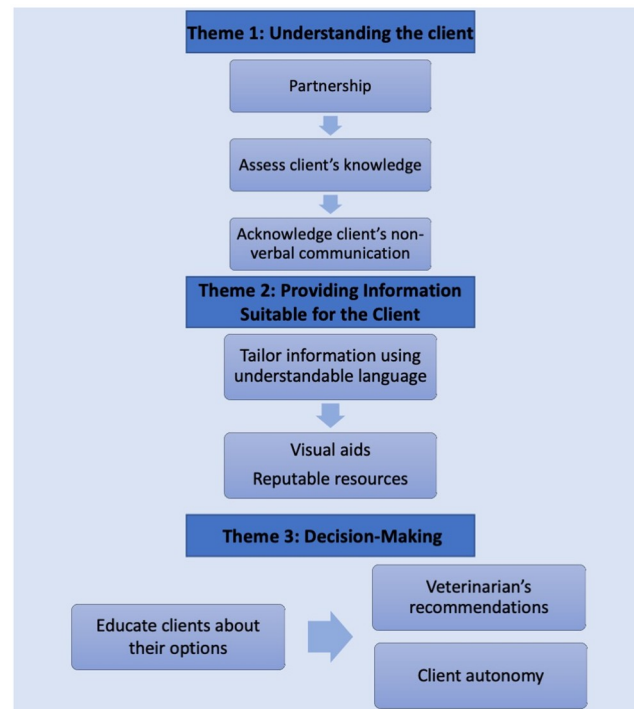 Theme 1: Understanding the client
Partnership
Assess client's knowledge
Acknowledge client's non-
verbal communication
Theme 2: Providing Information
Suitable for the Client
Tailor information using
understandable language
Visual aids
Reputable resources
Theme 3: Decision-Making
Educate clients about
their options
Veterinarian's
recommendations
Client autonomy